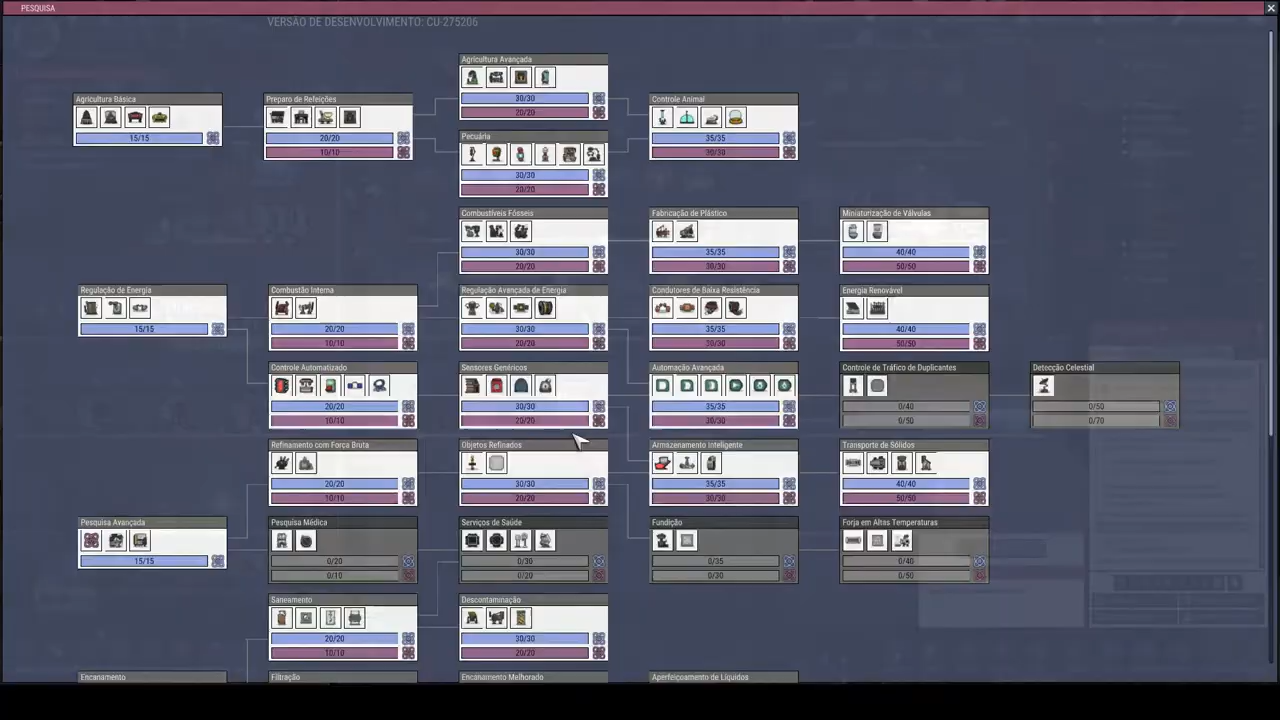 PESQUISA
VERSÃO DE DESENVOLVIMENTO: CU-275206
Agricultura Avançada
30/30
20/20
Agricultura Básica
15/15
Preparo de Refeições
20/20
10/10
Controle Animal
35/35
30/30
Pecuária
30/30
20/20
Combustíveis Fósseis
30/30
20/20
Fabricação de Plástico
35/35
30/30
Miniaturização de Válvulas
40/40
50/50
Regulação de Energia
15/15
Combustão Interna
20/20
10/10
Regulação Avançada de Energia
30/30
20/20
Condutores de Baixa Resistência
35/35
30/30
Energia Renovável
40/40
50/50
Controle Automatizado
20/20
10/10
Sensores Genéricos
30/30
20/20
Automação Avançada
35/35
30/30
Controle de Tráfico de Duplicantes
0/40
0/50
Detecção Celestial
0/50
0/70
Refinamento com Força Bruta
20/20
10/10
Objetos Refinados
30/30
20/20
Armazenamento Inteligente
35/35
30/30
Transporte de Sólidos
40/40
50/50
Pesquisa Avançada
15/15
Pesquisa Médica
0/20
0/10
Serviços de Saúde
0/30
0/20
Fundição
0/35
0/30
Forja em Altas Temperaturas
0/40
0/50
Saneamento
20/20
10/10
Descontaminação
30/30
20/20
Encanamento
Filtração
Encanamento Melhorado
Aperfeiçoamento de Líquidos